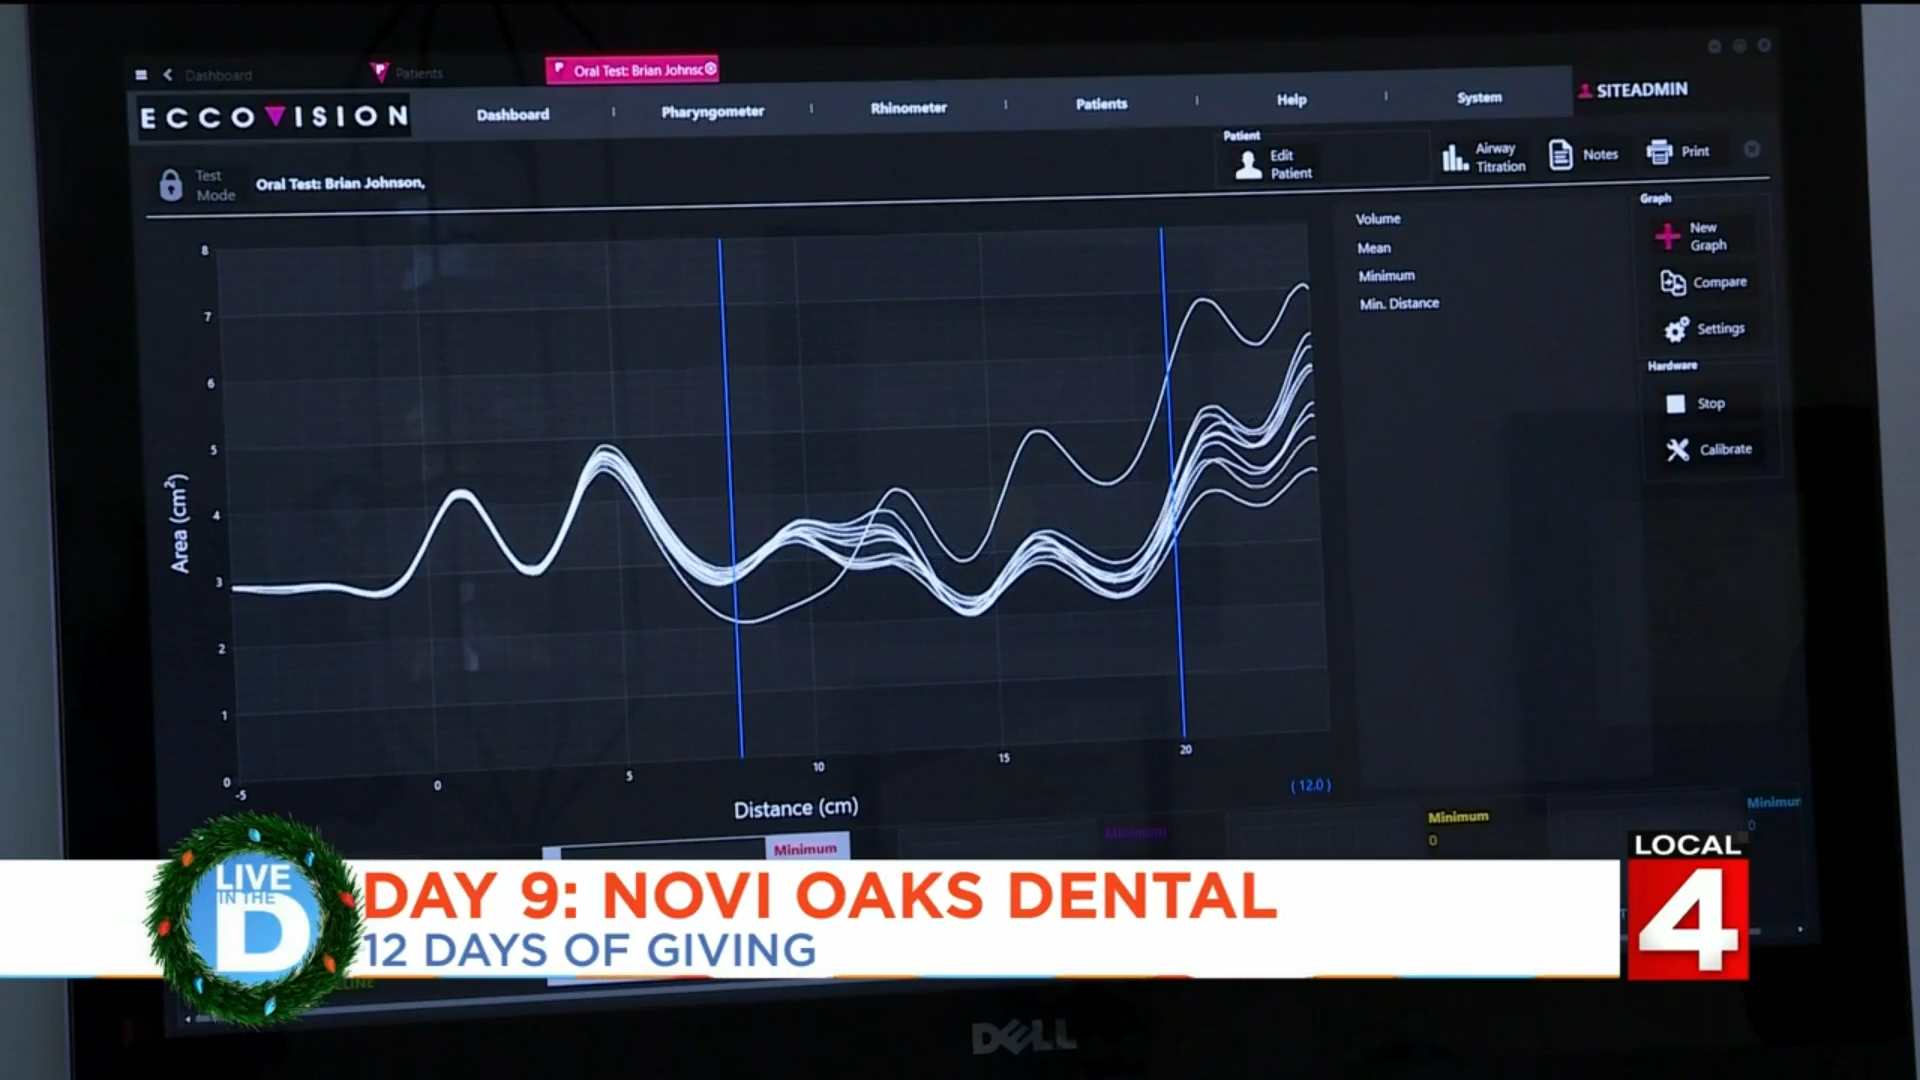 Dashboard
Patients
Oral Test: Brian Johnsc
ECCOVISION
Dashboard
Pharyngometer
Rhinometer
Patients
Help
System
SITEADMIN
Test
Mode
Oral Test: Brian Johnson,
Patient
Edit
Patient
Airway
Titration
Notes
Print
Volume
Mean
Minimum
Min. Distance
Graph
New
Graph
Compare
Settings
Hardware
Stop
Calibrate
8
7
6
5
4
3
2
1
0
Area (cm²)
-5
0
5
10
15
20
(12.0)
Distance (cm)
Minimum
Minimum
Minimum
0
Minimur
0
LIVE
IN THE
D
DAY 9: NOVI OAKS DENTAL
12 DAYS OF GIVING
LOCAL
4
DELL